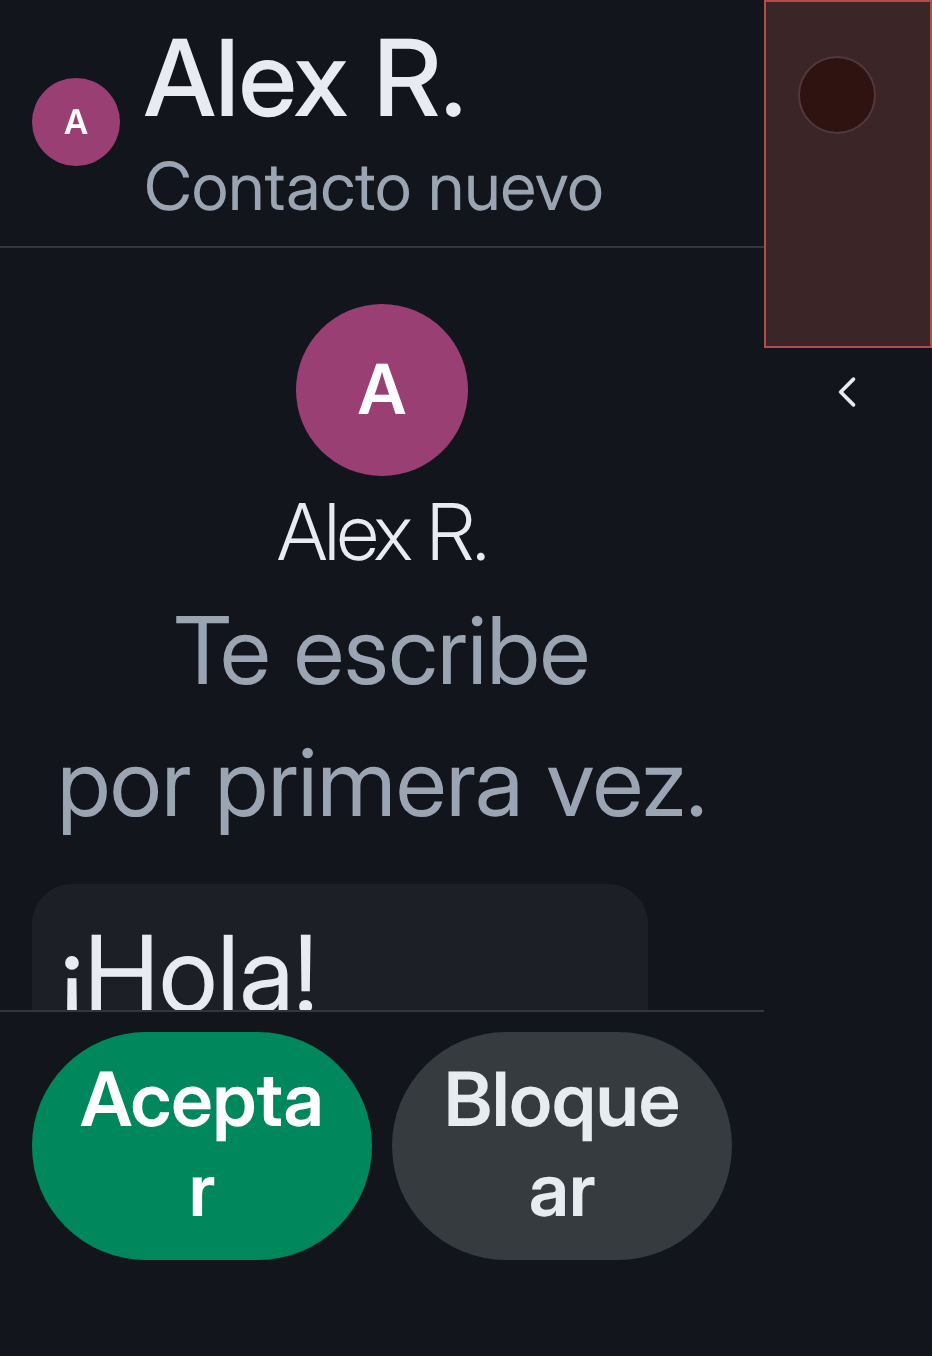 A
Alex R.
Contacto nuevo
A
Alex R.
Te escribe
por primera vez.
¡Hola!
Acepta
r
Bloque
ar